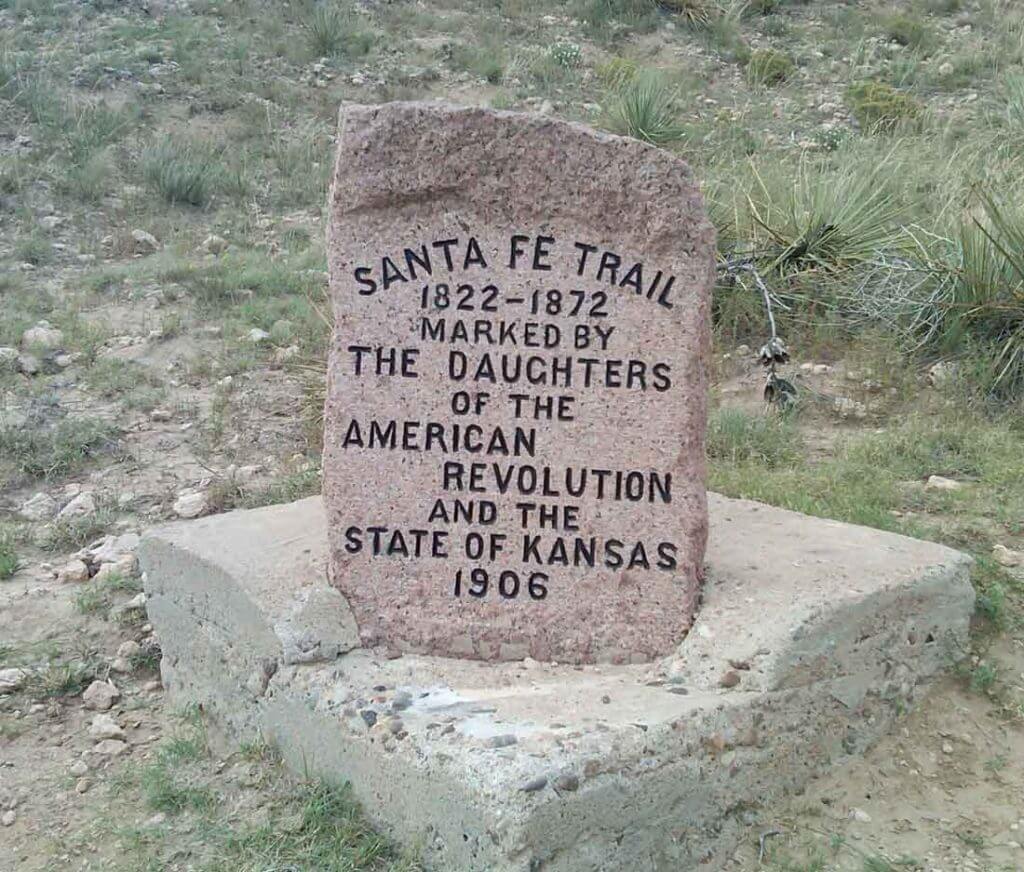 SANTA FE TRAIL
1822-1872
MARKED BY
THE DAUGHTERS
OF THE
AMERICAN
REVOLUTION
AND THE
STATE OF KANSAS
1906